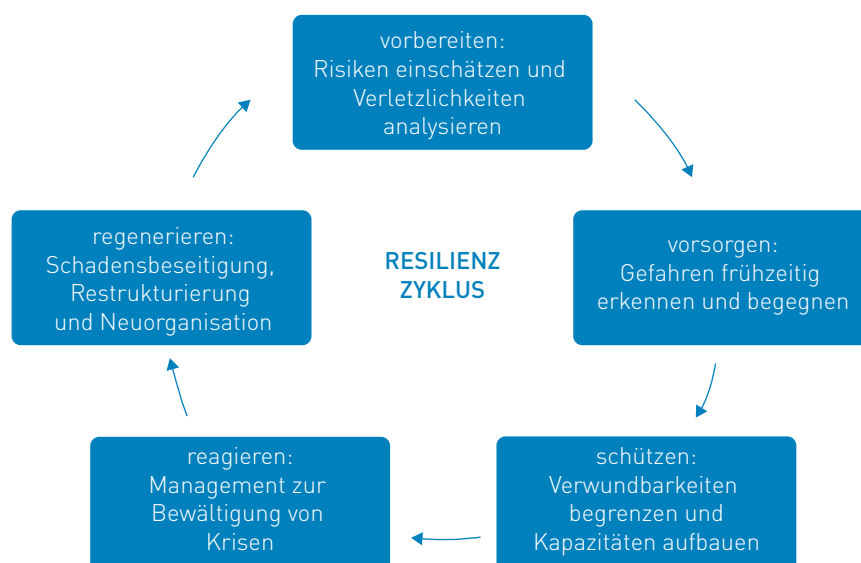 vorbereiten:
Risiken einschätzen und
Verletzlichkeiten
analysieren
vorsorgen:
Gefahren frühzeitig
erkennen und begegnen
schützen:
Verwundbarkeiten
begrenzen und
Kapazitäten aufbauen
reagieren:
Management zur
Bewältigung von
Krisen
regenerieren:
Schadensbeseitigung,
Restrukturierung
und Neuorganisation
RESILIENZ
ZYKLUS